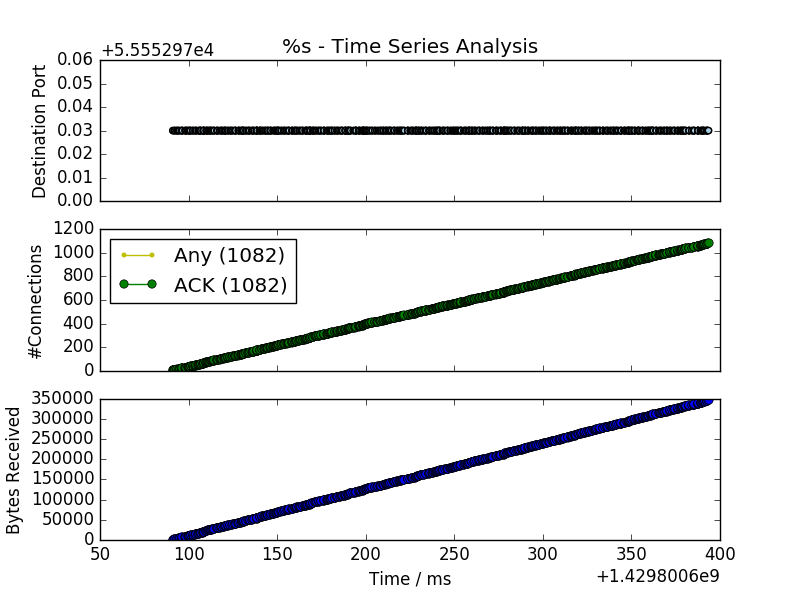 +5.555297e4
%s - Time Series Analysis
0.06
0.05
0.04
0.03
0.02
0.01
0.00
Destination Port
1200
1000
800
600
400
200
0
#Connections
Any (1082)
ACK (1082)
350000
300000
250000
200000
150000
100000
50000
0
Bytes Received
50 100 150 200 250 300 350 400
Time / ms
+1.4298006e9